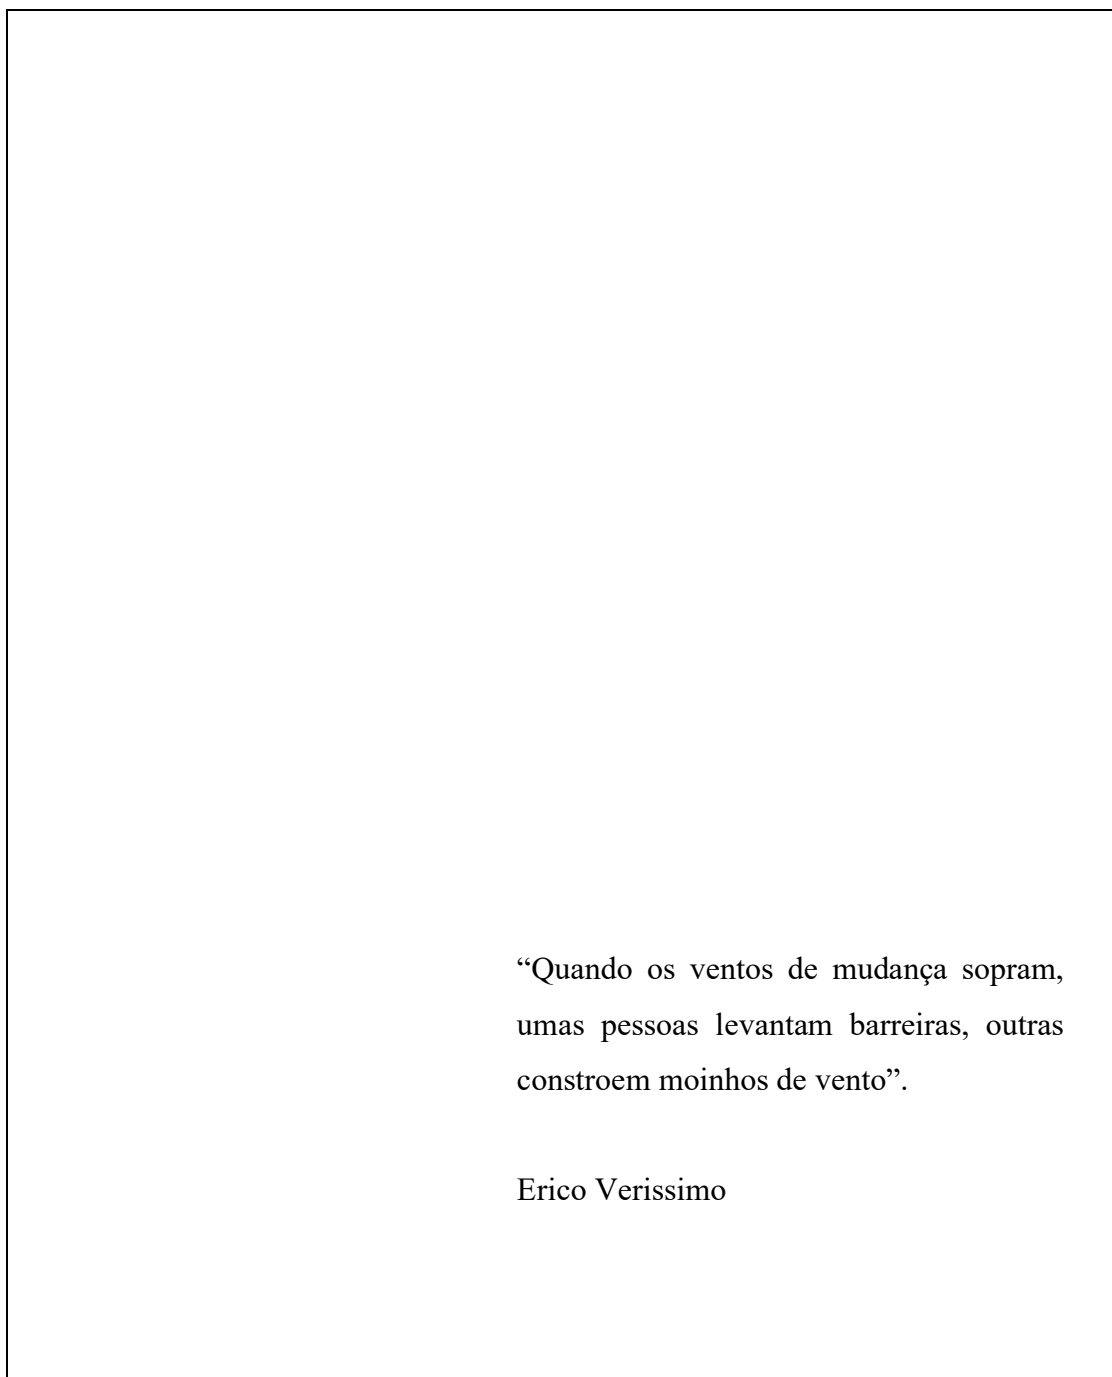 “Quando os ventos de mudança sopram,
umas pessoas levantam barreiras, outras
constroem moinhos de vento”.
Erico Verissimo